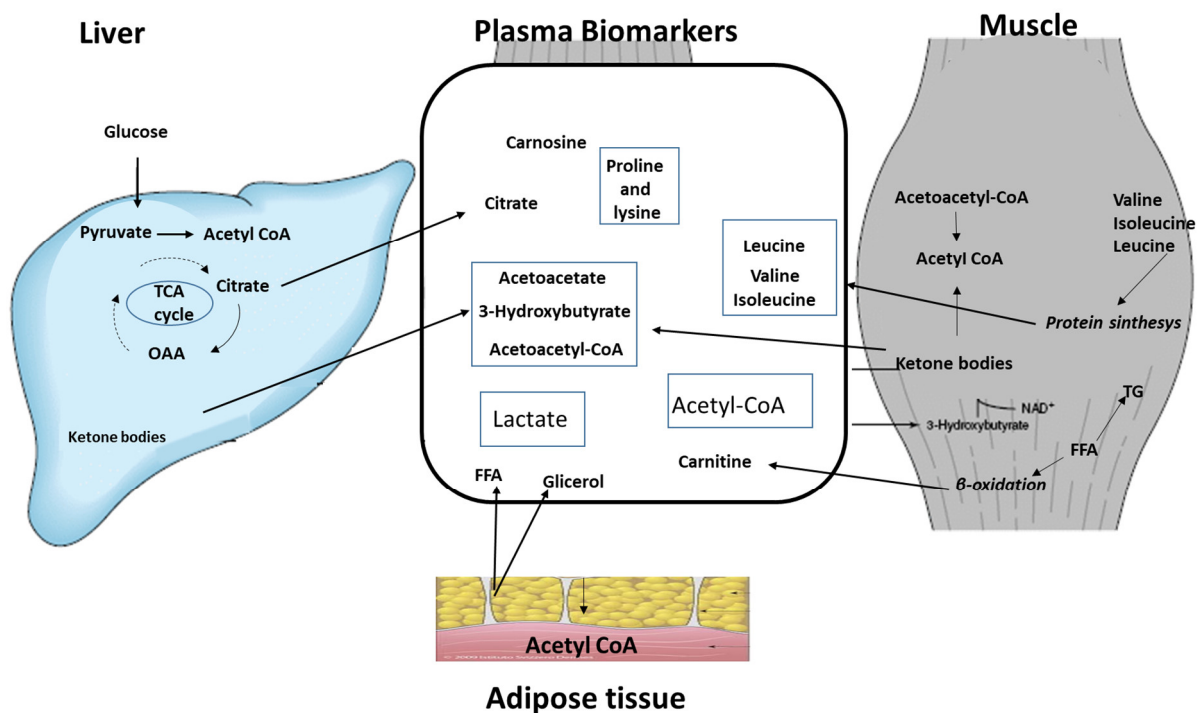 Liver
Glucose
Pyruvate
Acetyl CoA
TCA
cycle
Citrate
OAA
Ketone bodies
Plasma Biomarkers
Carnosine
Proline
and
lysine
Citrate
Leucine
Valine
Isoleucine
Acetoacetate
3-Hydroxybutyrate
Acetoacetyl-CoA
Lactate
Acetyl-CoA
Carnitine
FFA
Glicerol
Muscle
Acetoacetyl-CoA
Acetyl CoA
Valine
Isoleucine
Leucine
Protein sinthesys
Ketone bodies
TG
NAD+
3-Hydroxybutyrate
FFA
β-oxidation
Acetyl CoA
Adipose tissue